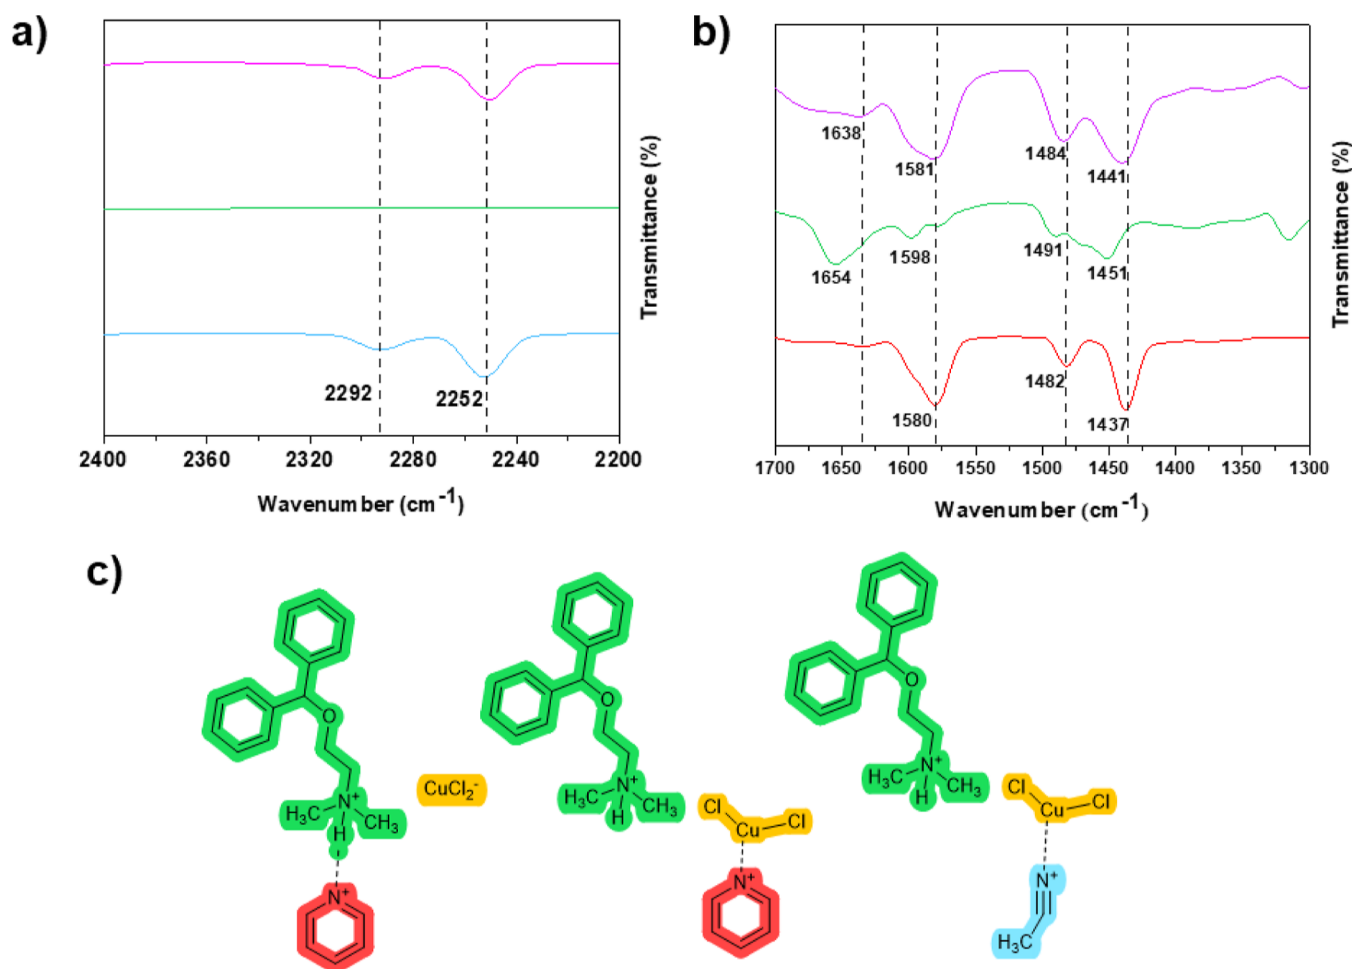 a)
2292
2252
2400 2360 2320 2280 2240 2200
Wavenumber (cm⁻¹)
Transmittance (%)
b)
1638
1581
1484
1441
1654
1598
1491
1451
1580
1482
1437
1700 1650 1600 1550 1500 1450 1400 1350 1300
Wavenumber (cm⁻¹)
Transmittance (%)
c)
O
N⁺
H₃C
H
CH₃
CuCl₂⁻
N⁺
O
N⁺
H₃C
H
CH₃
Cl
Cu
Cl
N⁺
O
N⁺
H₃C
H
CH₃
Cl
Cu
Cl
N⁺
H₃C